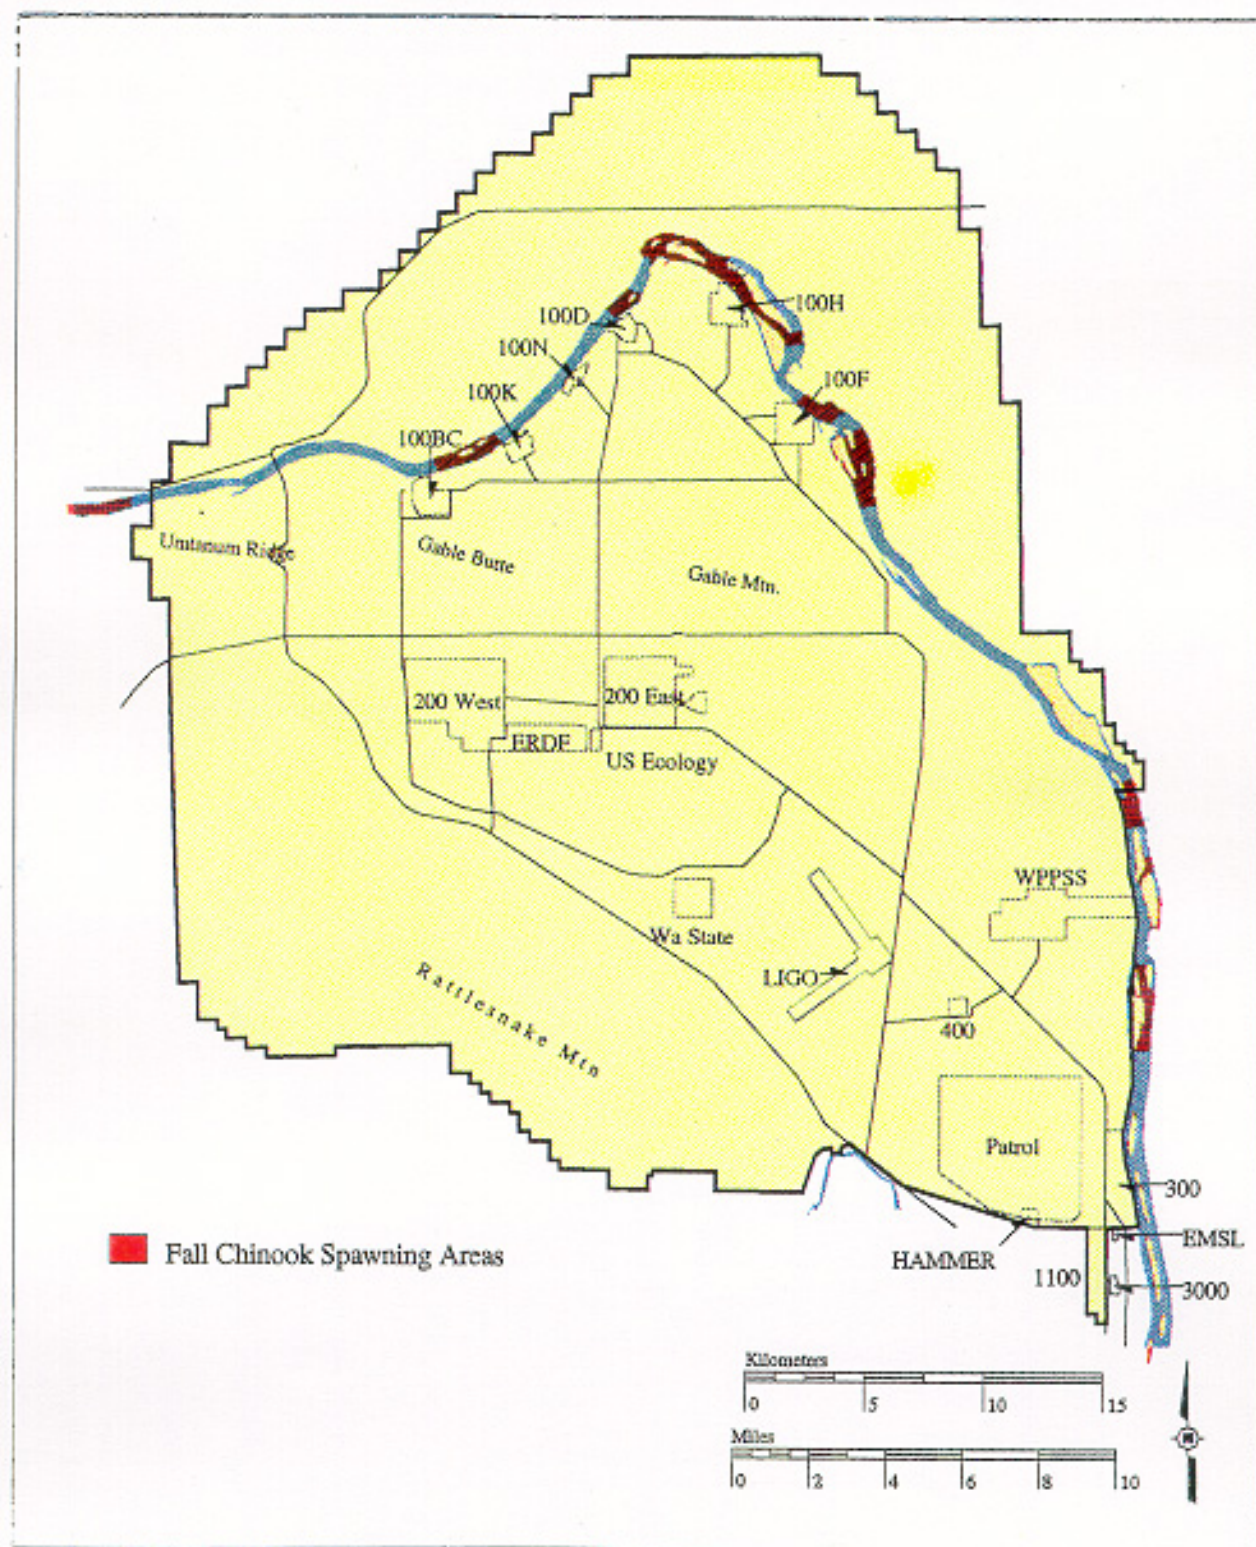 100H
100D
100N
100F
100K
100BC
Umtanum Ridge
Gable Butte
Gable Mtn.
200 West
200 East
ERDF
US Ecology
WPPSS
Wa State
LIGO
Rattlesnake Mtn
400
Patrol
300
EMSL
Fall Chinook Spawning Areas
HAMMER
1100
3000
Kilometers
0 5 10 15
Miles
0 2 4 6 8 10
N